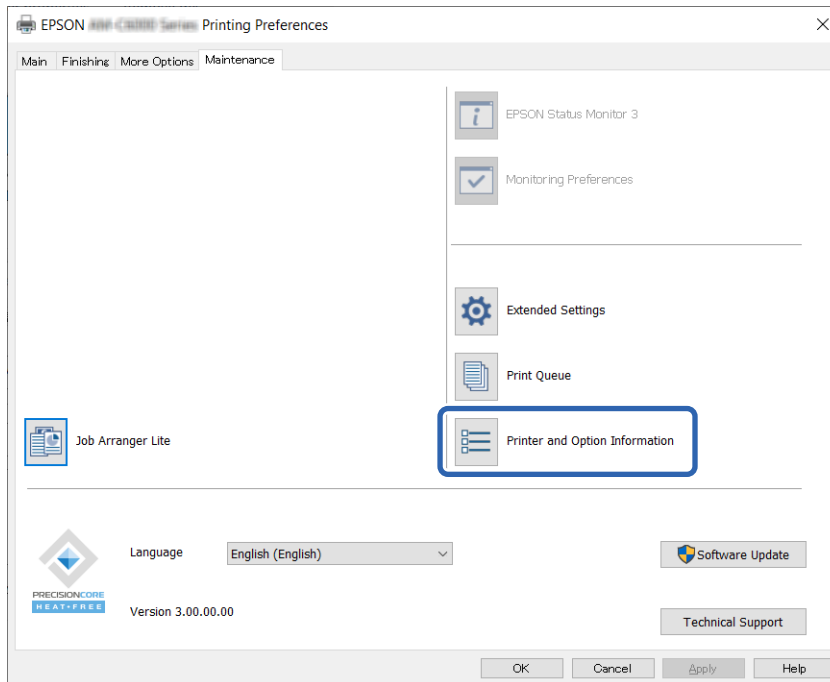 EPSON Series Printing Preferences
Main Finishing More Options Maintenance
EPSON Status Monitor 3
Monitoring Preferences
Extended Settings
Print Queue
Job Arranger Lite
Printer and Option Information
Language English (English)
Software Update
PRECISIONCORE
HEAT-FREE
Version 3.00.00.00
Technical Support
OK Cancel Apply Help